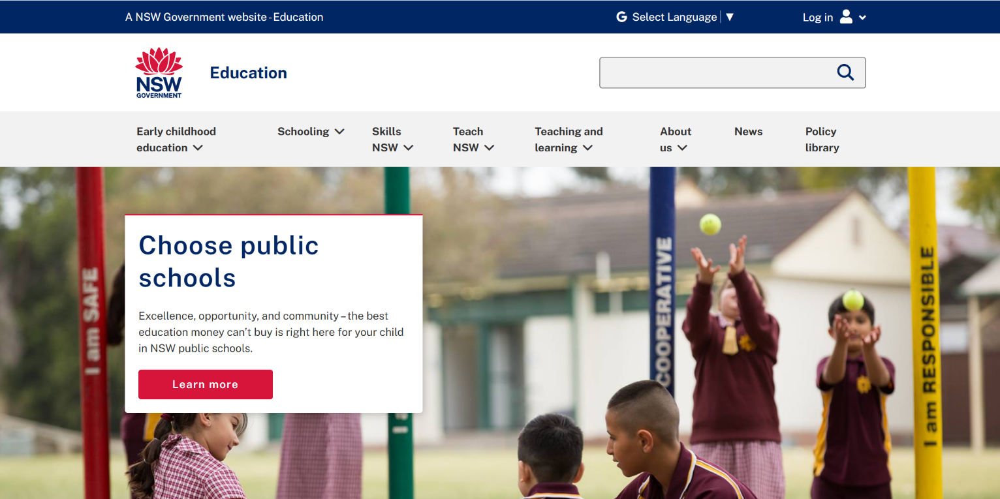 A NSW Government website - Education
Select Language
Log in
NSW
GOVERNMENT
Education
Early childhood
education
Schooling
Skills
NSW
Teach
NSW
Teaching and
learning
About
us
News
Policy
library
Choose public
schools
Excellence, opportunity, and community – the best
education money can't buy is right here for your child
in NSW public schools.
Learn more
I am SAFE
COOPERATIVE
I am RESPONSIBLE